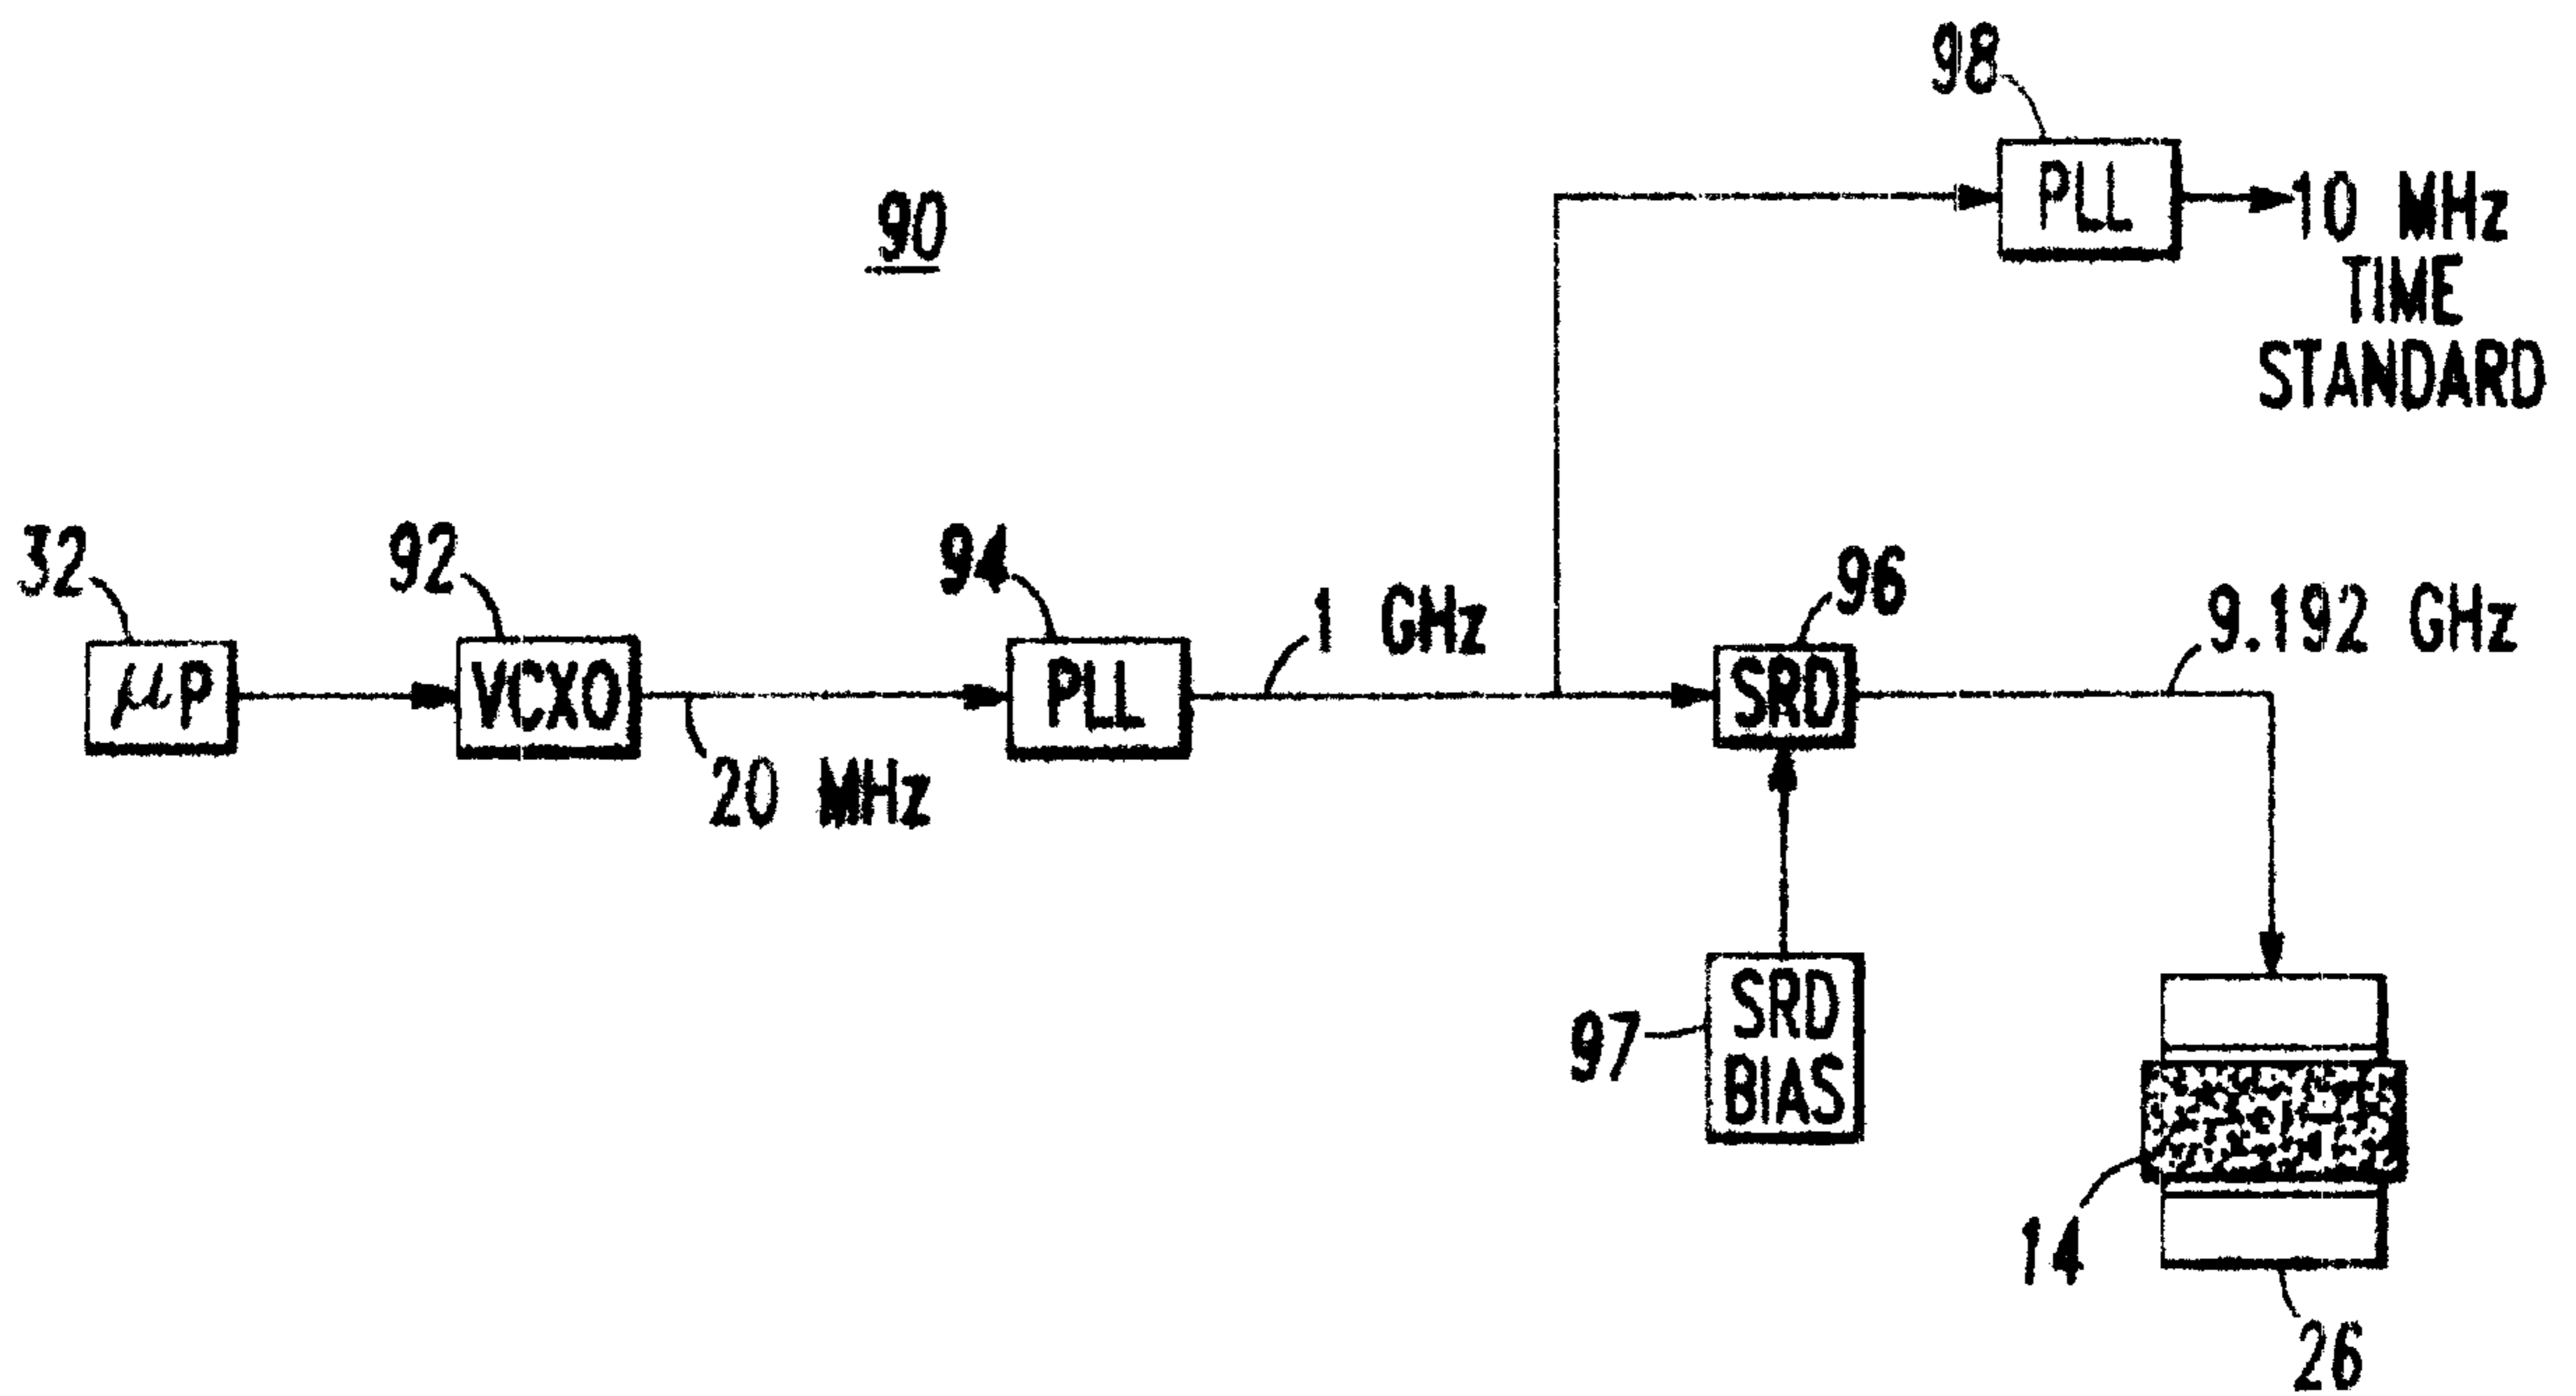 98
PLL
10 MHz
TIME
STANDARD
90
32
92
94
96
μP
VCXO
20 MHz
PLL
1 GHz
SRD
9.192 GHz
97
SRD
BIAS
14
26